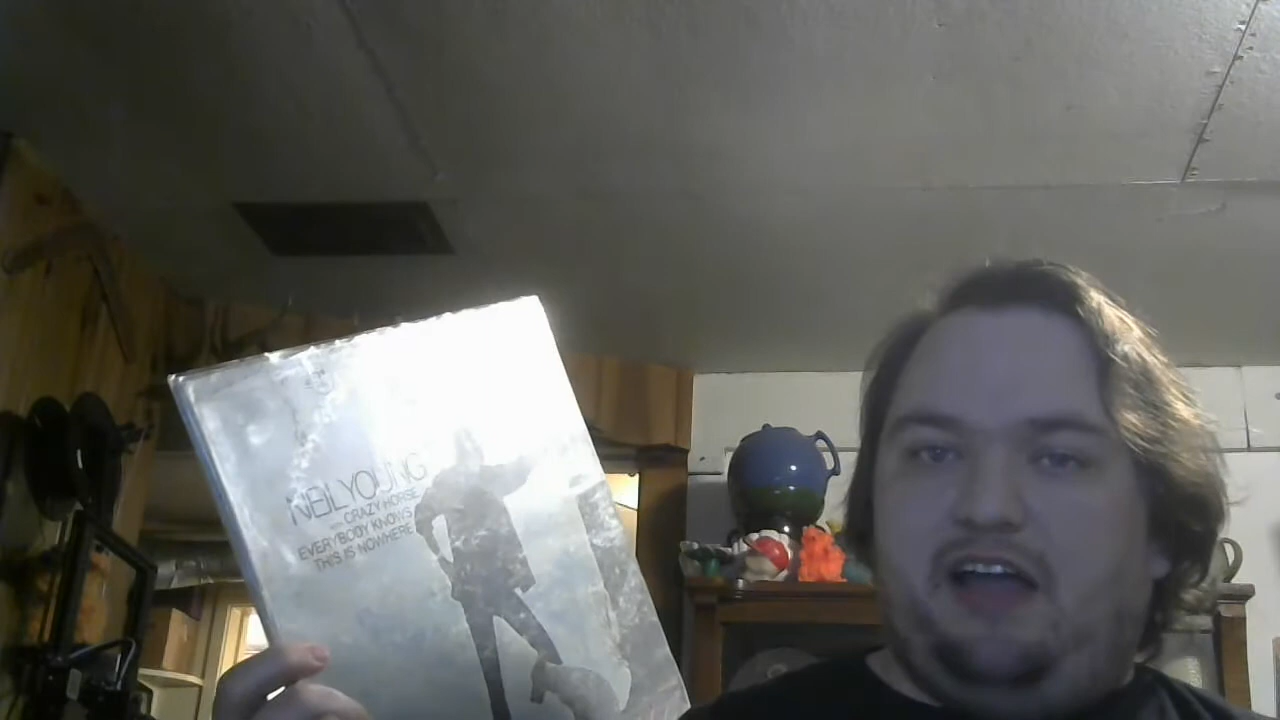 NEIL YOUNG
WITH CRAZY HORSE
EVERYBODY KNOWS
THIS IS NOWHERE